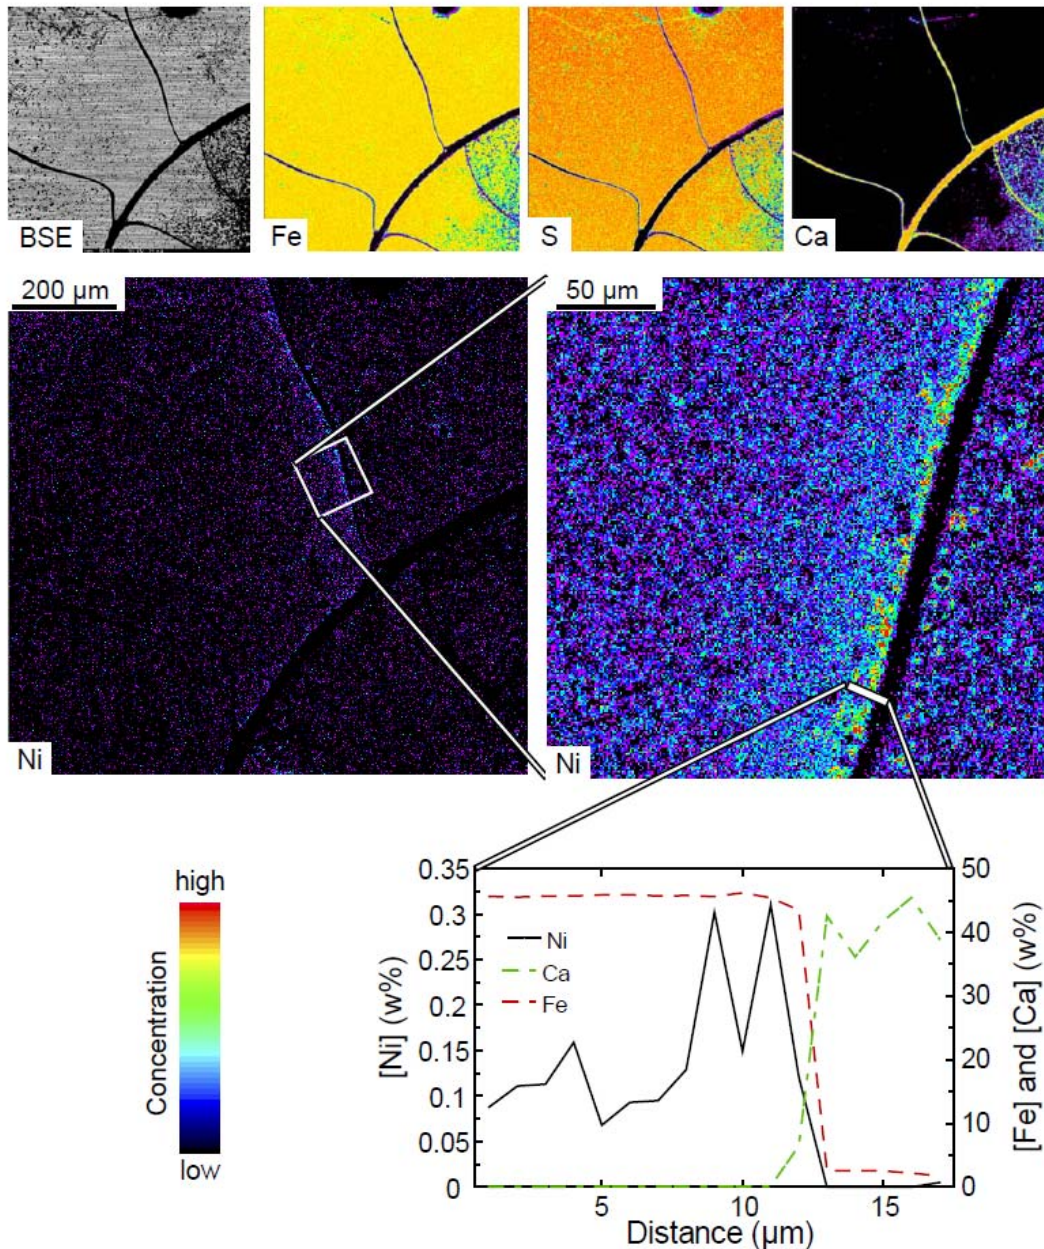 BSE
Fe
S
Ca
200 µm
50 µm
Ni
Ni
high
Concentration
low
0.35
0.3
0.25
0.2
0.15
0.1
0.05
0
[Ni] (w%)
Ni
Ca
Fe
50
40
30
20
10
0
[Fe] and [Ca] (w%)
5
10
15
Distance (µm)